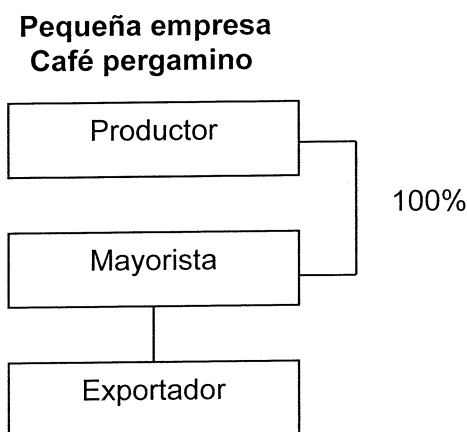 Pequeña empresa
Café pergamino
Productor
100%
Mayorista
Exportador